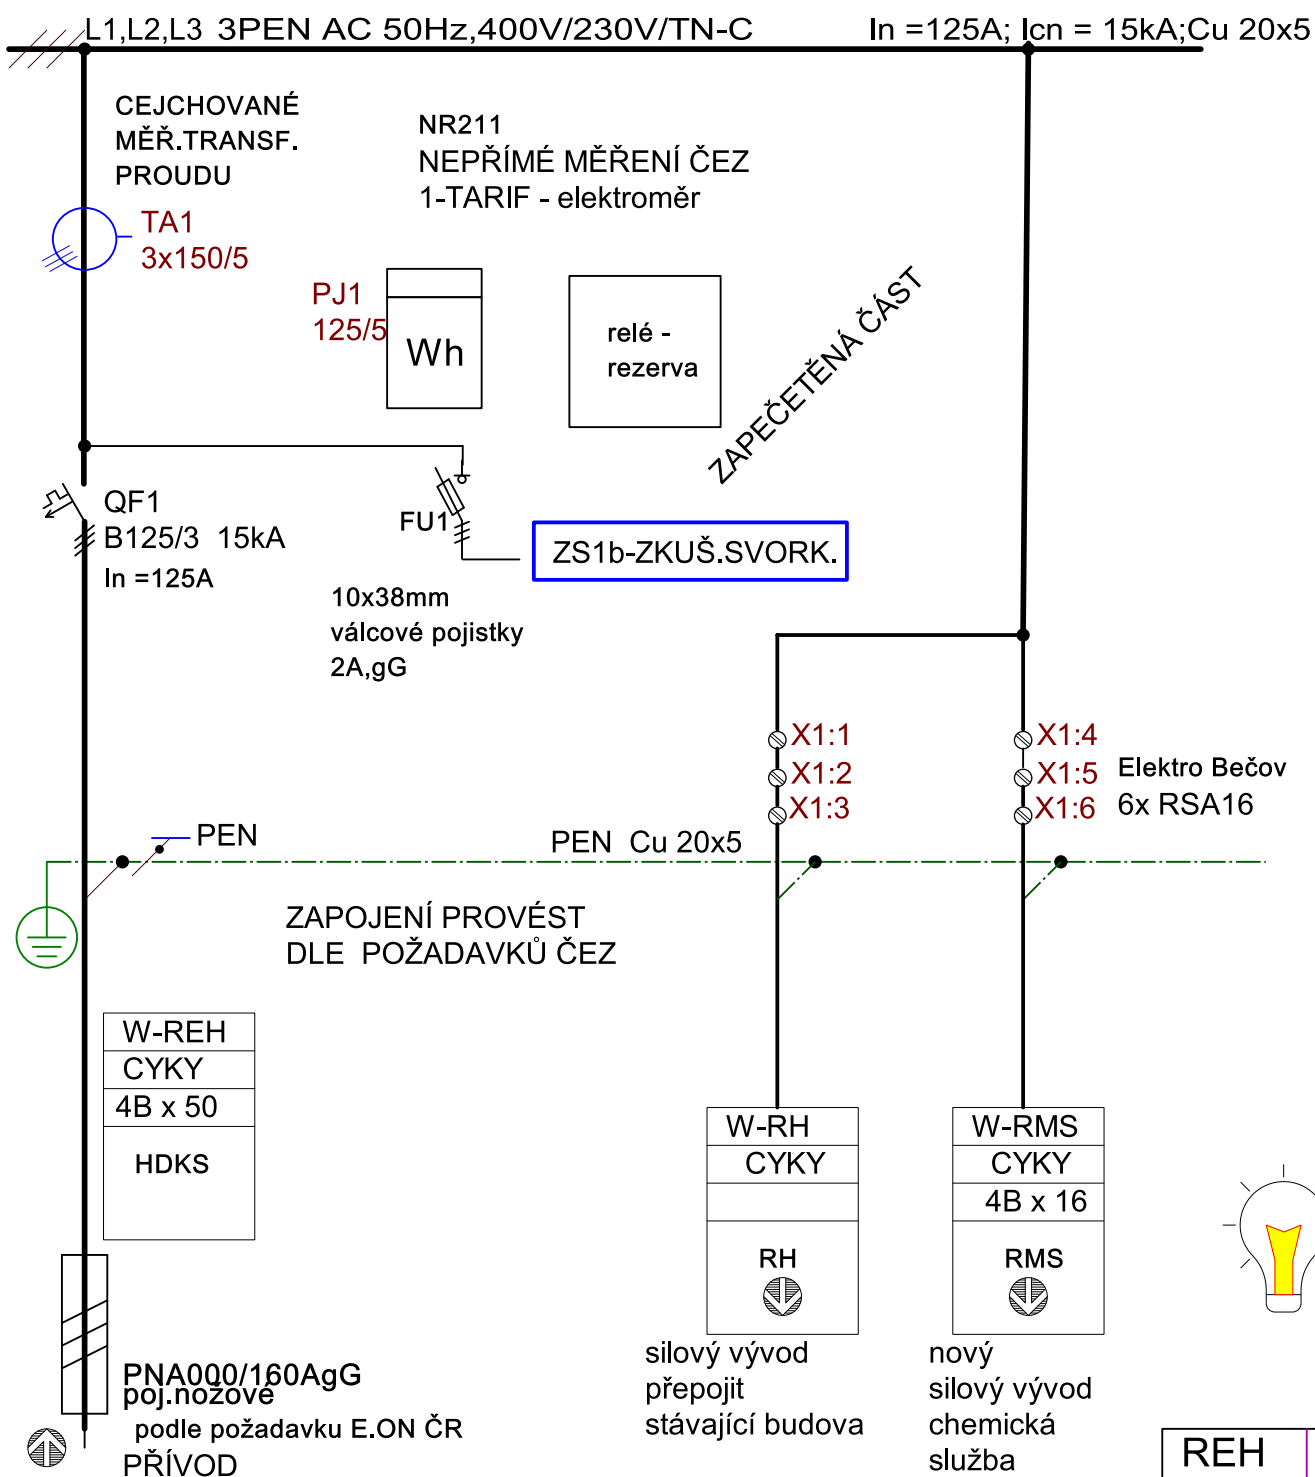 L1,L2,L3 3PEN AC 50Hz,400V/230V/TN-C
In =125A; Icn = 15kA;Cu 20x5
CEJCHOVANÉ
MĚŘ.TRANSF.
PROUDU
TA1
3x150/5
NR211
NEPŘÍMÉ MĚŘENÍ ČEZ
1-TARIF - elektroměr
PJ1
125/5
Wh
relé -
rezerva
ZAPEČETĚNÁ ČÁST
QF1
B125/3 15kA
In =125A
FU1
ZS1b-ZKUŠ.SVORK.
10x38mm
válcové pojistky
2A,gG
X1:1
X1:2
X1:3
X1:4
X1:5
X1:6
Elektro Bečov
6x RSA16
PEN
PEN Cu 20x5
ZAPOJENÍ PROVÉST
DLE POŽADAVKŮ ČEZ
W-REH
CYKY
4B x 50
HDKS
W-RH
CYKY
RH
W-RMS
CYKY
4B x 16
RMS
silový vývod
přepojit
stávající budova
nový
silový vývod
chemická
služba
PNA000/160AgG
poj.nožové
podle požadavku E.ON ČR
PŘÍVOD
REH